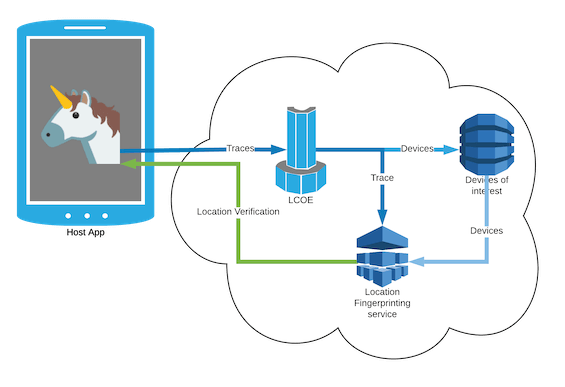 Traces
Devices
Trace
LCOE
Devices of
interest
Location Verification
Host App
Devices
Location
Fingerprinting
service